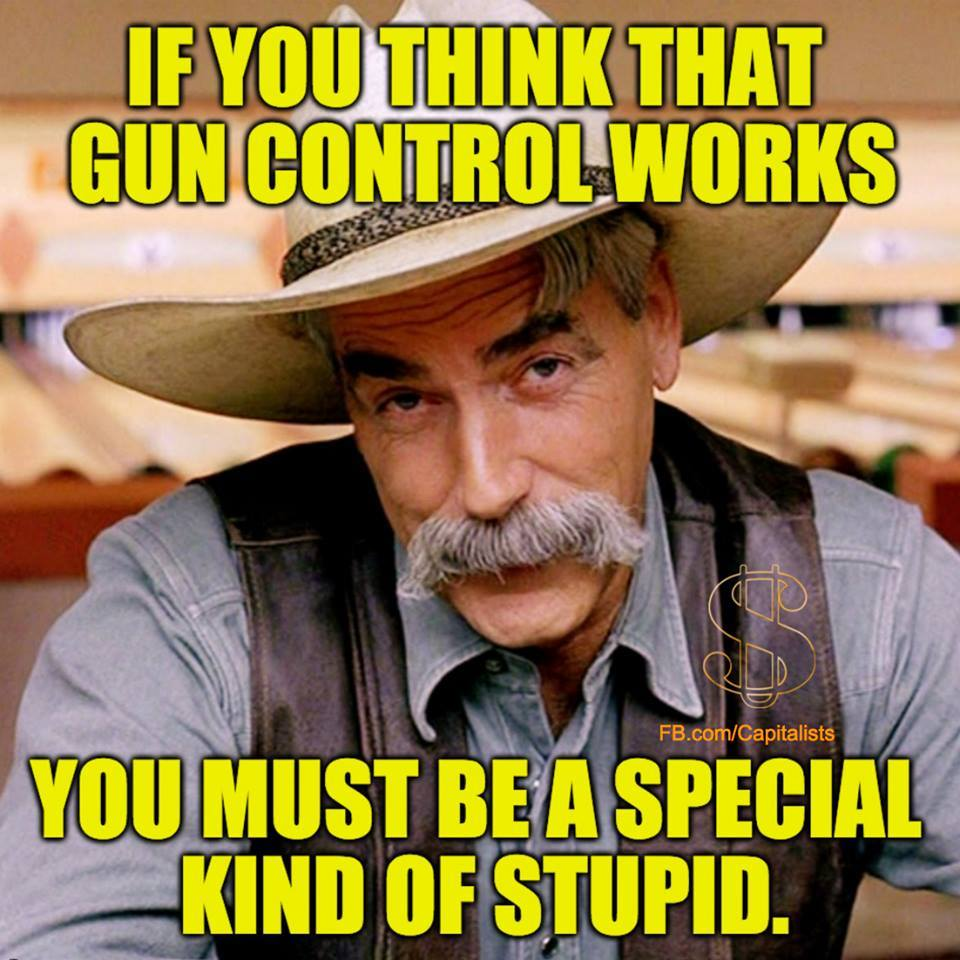 IF YOU THINK THAT
GUN CONTROL WORKS
$
FB.com/Capitalists
YOU MUST BE A SPECIAL
KIND OF STUPID.